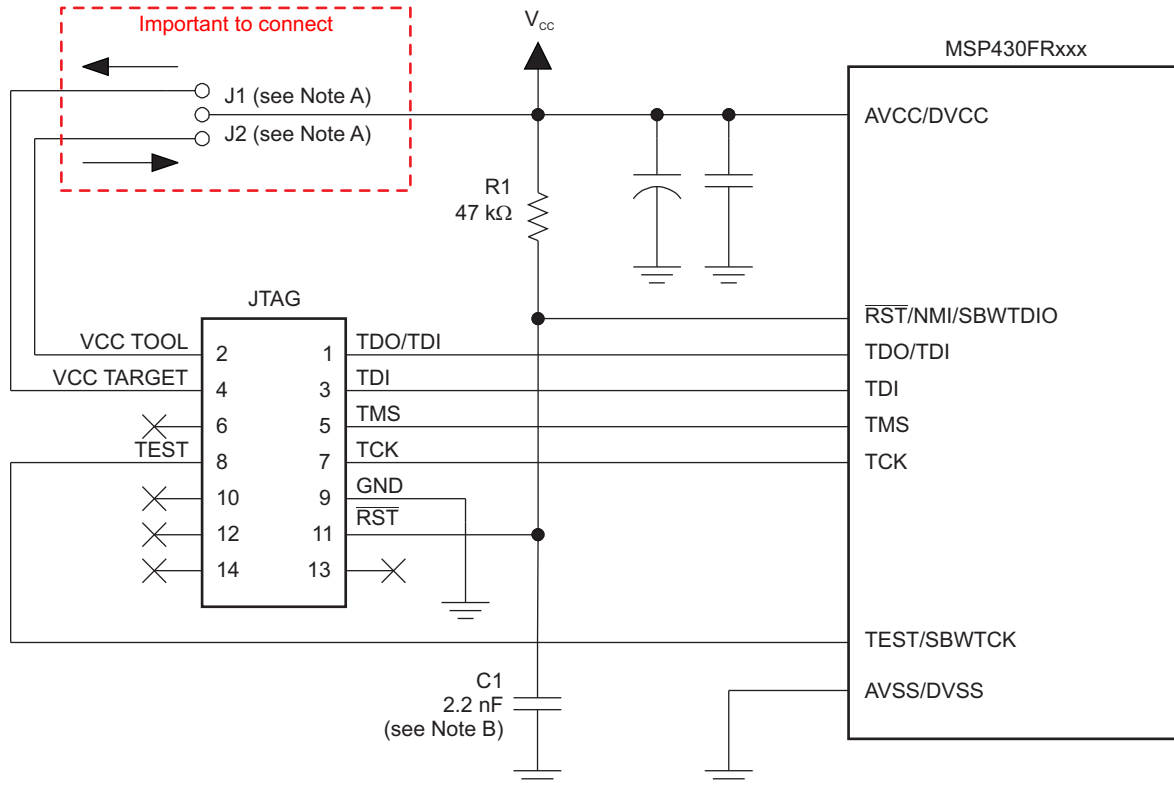 Important to connect
VCC
MSP430FRxxx
J1 (see Note A)
J2 (see Note A)
AVCC/DVCC
R1
47 kΩ
JTAG
RST/NMI/SBWTDIO
VCC TOOL
2
1
TDO/TDI
TDO/TDI
VCC TARGET
4
3
TDI
TDI
6
5
TMS
TMS
TEST
8
7
TCK
TCK
10
9
GND
12
11
RST
14
13
TEST/SBWTCK
C1
2.2 nF
(see Note B)
AVSS/DVSS